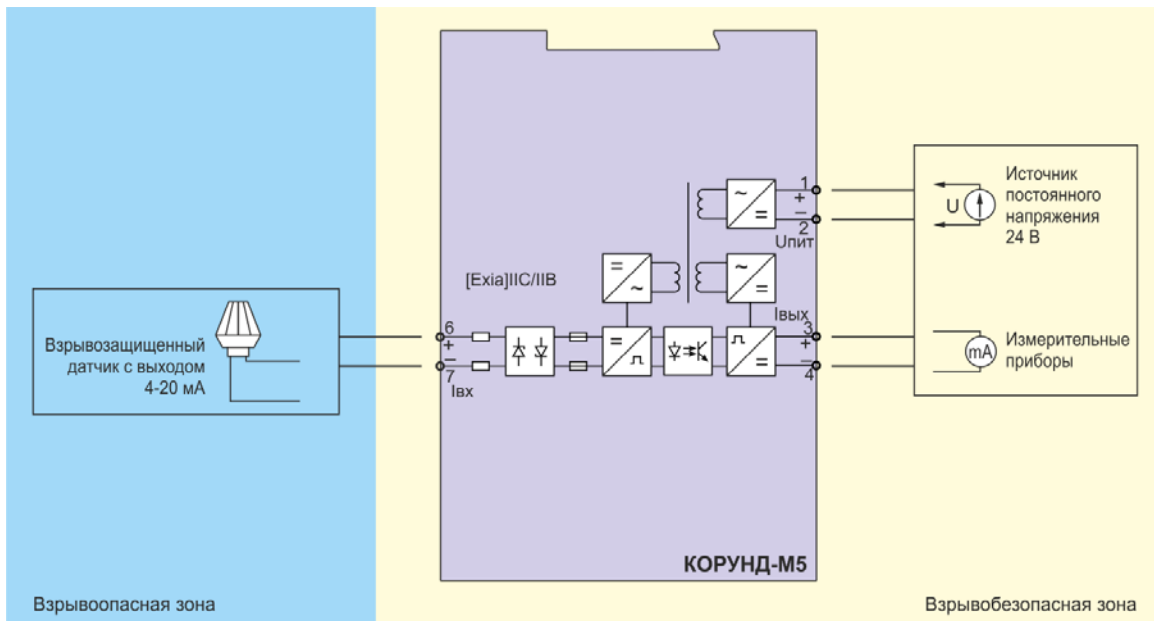 Взрывозащищенный
датчик с выходом
4-20 мА
Взрывоопасная зона
[Exia]IIC/IIB
6
+
–
7
Iвх
1
+
–
2
Uпит
Iвых
3
+
–
4
КОРУНД-М5
U
Источник
постоянного
напряжения
24 В
mA
Измерительные
приборы
Взрывобезопасная зона